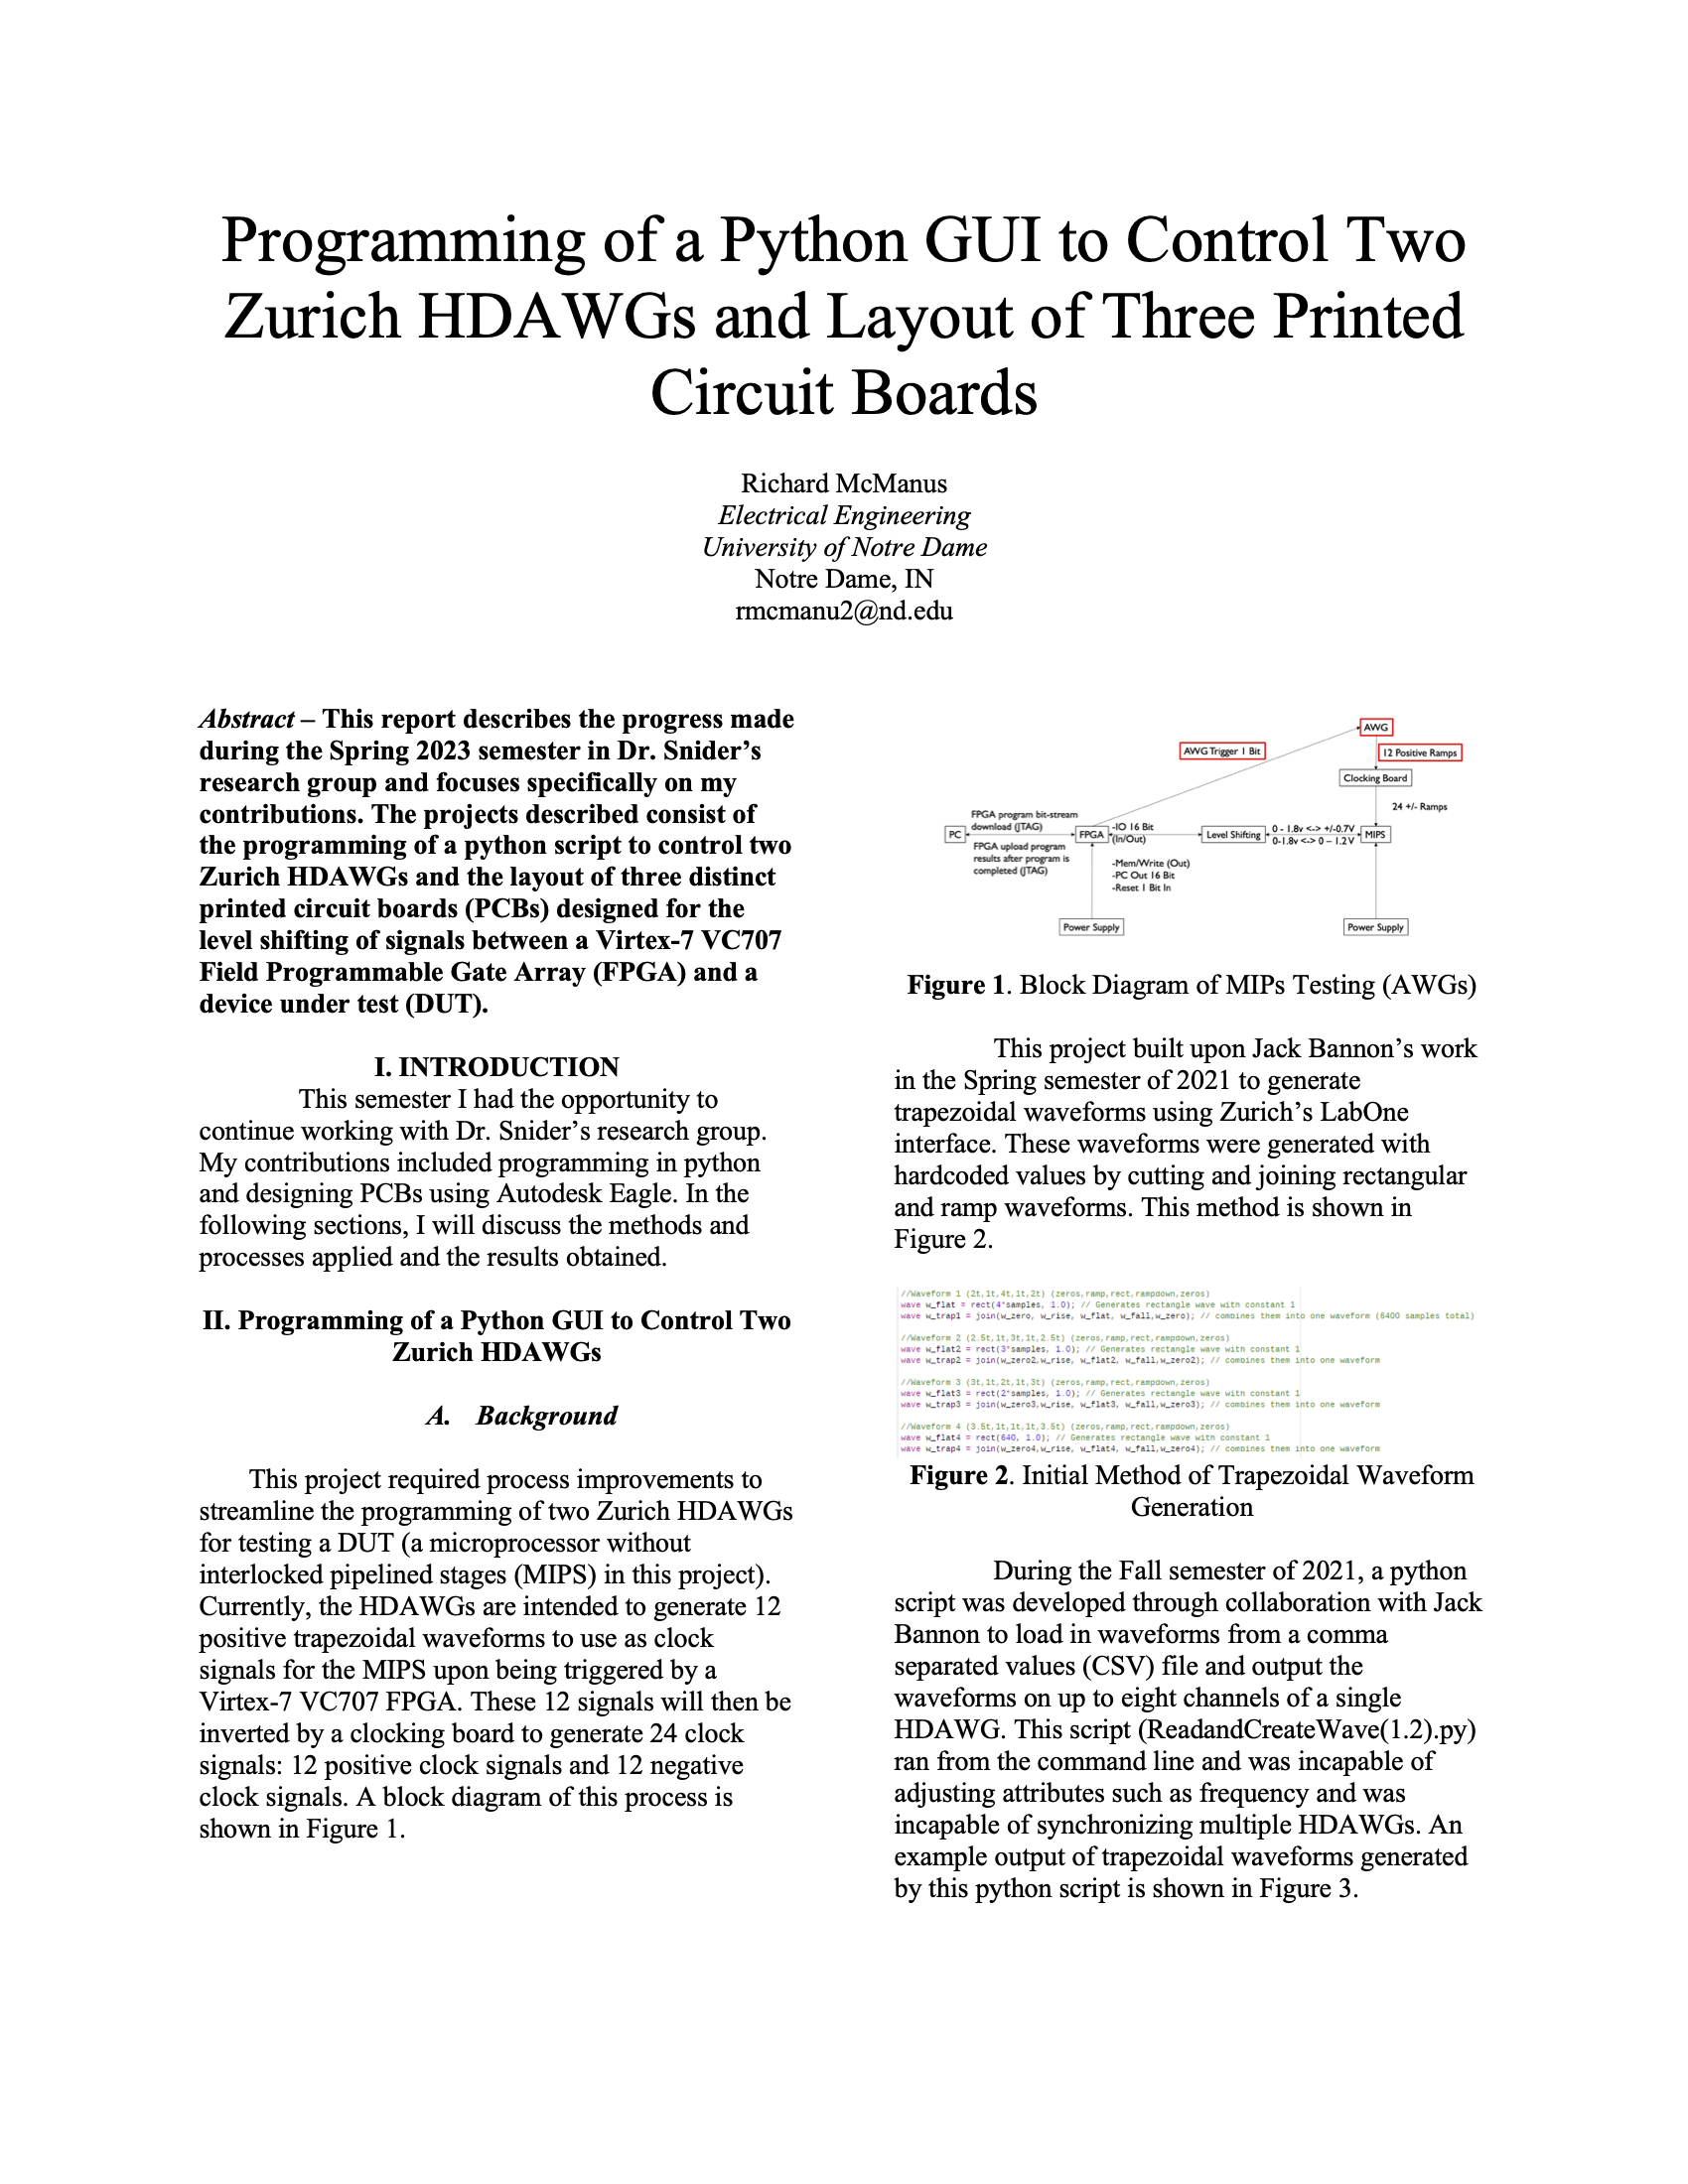 Programming of a Python GUI to Control Two
Zurich HDAWGs and Layout of Three Printed
Circuit Boards
Richard McManus
Electrical Engineering
University of Notre Dame
Notre Dame, IN
rmcmanu2@nd.edu
Abstract – This report describes the progress made
during the Spring 2023 semester in Dr. Snider's
research group and focuses specifically on my
contributions. The projects described consist of
the programming of a python script to control two
Zurich HDAWGs and the layout of three distinct
printed circuit boards (PCBs) designed for the
level shifting of signals between a Virtex-7 VC707
Field Programmable Gate Array (FPGA) and a
device under test (DUT).
I. INTRODUCTION
This semester I had the opportunity to
continue working with Dr. Snider's research group.
My contributions included programming in python
and designing PCBs using Autodesk Eagle. In the
following sections, I will discuss the methods and
processes applied and the results obtained.
II. Programming of a Python GUI to Control Two
Zurich HDAWGs
A. Background
This project required process improvements to
streamline the programming of two Zurich HDAWGs
for testing a DUT (a microprocessor without
interlocked pipelined stages (MIPS) in this project).
Currently, the HDAWGs are intended to generate 12
positive trapezoidal waveforms to use as clock
signals for the MIPS upon being triggered by a
Virtex-7 VC707 FPGA. These 12 signals will then be
inverted by a clocking board to generate 24 clock
signals: 12 positive clock signals and 12 negative
clock signals. A block diagram of this process is
shown in Figure 1.
AWG
AWG Trigger 1 Bit
12 Positive Ramps
Clocking Board
24 +/- Ramps
FPGA program bit-stream
download (JTAG)
PC
FPGA
-IO 16 Bit
(In/Out)
Level Shifting
0 - 1.8v <-> +/-0.7V
0-1.8v <-> 0 – 1.2V
MIPS
FPGA upload program
results after program is
completed (JTAG)
-Mem/Write (Out)
-PC Out 16 Bit
-Reset 1 Bit In
Power Supply
Power Supply
Figure 1. Block Diagram of MIPs Testing (AWGs)
This project built upon Jack Bannon's work
in the Spring semester of 2021 to generate
trapezoidal waveforms using Zurich's LabOne
interface. These waveforms were generated with
hardcoded values by cutting and joining rectangular
and ramp waveforms. This method is shown in
Figure 2.
//Waveform 1 (2t,1t,4t,1t,2t) (zeros,ramp,rect,rampdown,zeros)
wave w_flat = rect(4*samples, 1.0); // Generates rectangle wave with constant 1
wave w_trap1 = join(w_zero, w_rise, w_flat, w_fall,w_zero); // combines them into one waveform (6400 samples total)
//Waveform 2 (2.5t,1t,3t,1t,2.5t) (zeros,ramp,rect,rampdown,zeros)
wave w_flat2 = rect(3*samples, 1.0); // Generates rectangle wave with constant 1
wave w_trap2 = join(w_zero2,w_rise, w_flat2, w_fall,w_zero2); // combines them into one waveform
//Waveform 3 (3t,1t,2t,1t,3t) (zeros,ramp,rect,rampdown,zeros)
wave w_flat3 = rect(2*samples, 1.0); // Generates rectangle wave with constant 1
wave w_trap3 = join(w_zero3,w_rise, w_flat3, w_fall,w_zero3); // combines them into one waveform
//Waveform 4 (3.5t,1t,1t,1t,3.5t) (zeros,ramp,rect,rampdown,zeros)
wave w_flat4 = rect(640, 1.0); // Generates rectangle wave with constant 1
wave w_trap4 = join(w_zero4,w_rise, w_flat4, w_fall,w_zero4); // combines them into one waveform
Figure 2. Initial Method of Trapezoidal Waveform
Generation
During the Fall semester of 2021, a python
script was developed through collaboration with Jack
Bannon to load in waveforms from a comma
separated values (CSV) file and output the
waveforms on up to eight channels of a single
HDAWG. This script (ReadandCreateWave(1.2).py)
ran from the command line and was incapable of
adjusting attributes such as frequency and was
incapable of synchronizing multiple HDAWGs. An
example output of trapezoidal waveforms generated
by this python script is shown in Figure 3.